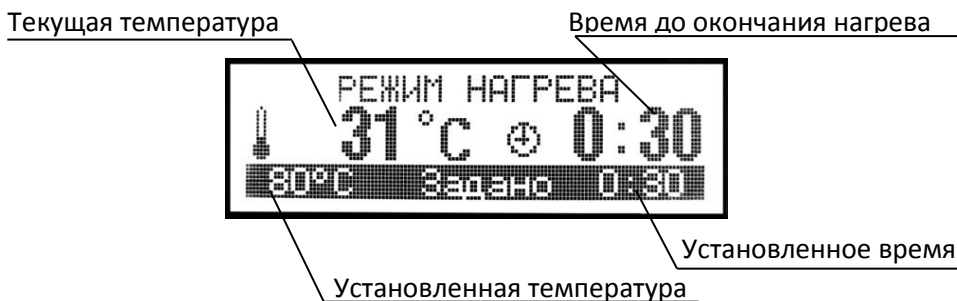 Текущая температура
Время до окончания нагрева
РЕЖИМ НАГРЕВА
31 °C 0:30
80°C Задано 0:30
Установленное время
Установленная температура